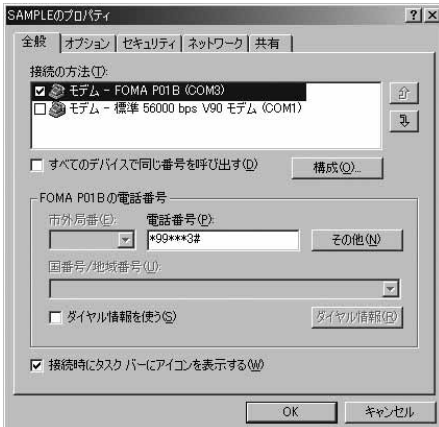 SAMPLEのプロパティ
全般 オプション セキュリティ ネットワーク 共有
接続の方法(T):
モデム - FOMA P01B (COM3)
モデム - 標準 56000 bps V90 モデム (COM1)
すべてのデバイスで同じ番号を呼び出す(D) 構成(O)...
FOMA P01Bの電話番号
市外局番(E): 電話番号(P):
*99***3# その他(N)
国番号/地域番号(U):
ダイヤル情報を使う(S) ダイヤル情報(R)
接続時にタスク バーにアイコンを表示する(W)
OK キャンセル